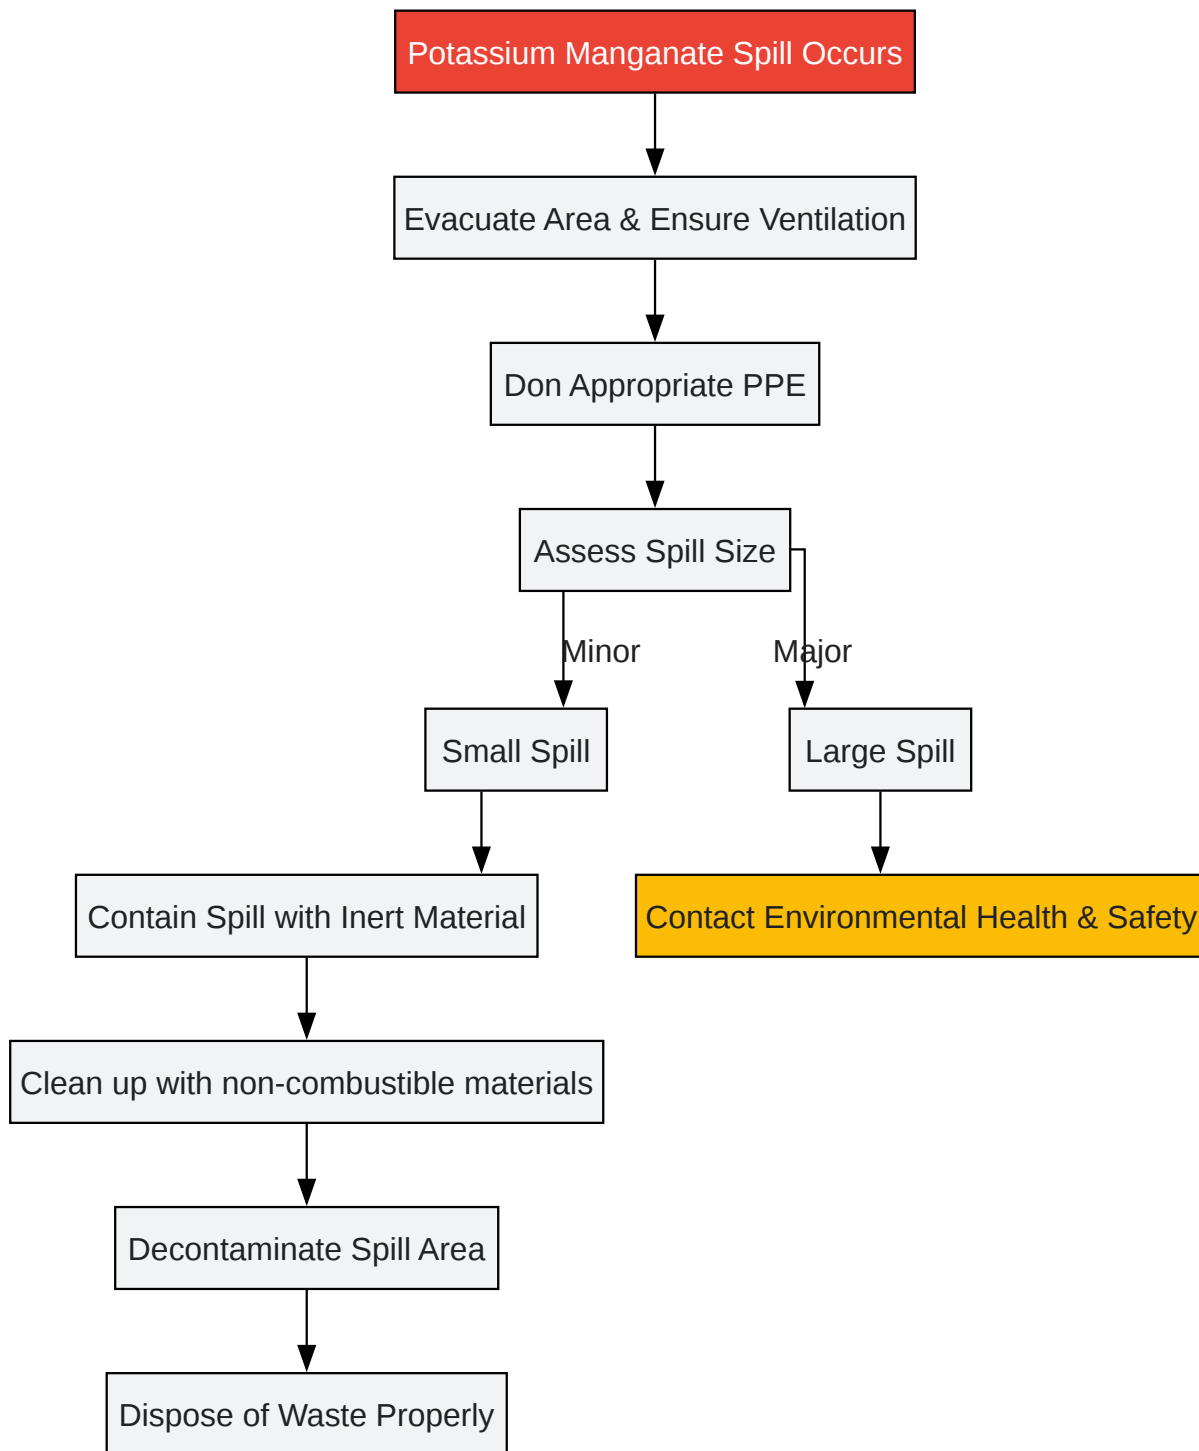 Potassium Manganate Spill Occurs
Evacuate Area & Ensure Ventilation
Don Appropriate PPE
Assess Spill Size
Minor
Major
Small Spill
Large Spill
Contain Spill with Inert Material
Contact Environmental Health & Safety
Clean up with non-combustible materials
Decontaminate Spill Area
Dispose of Waste Properly